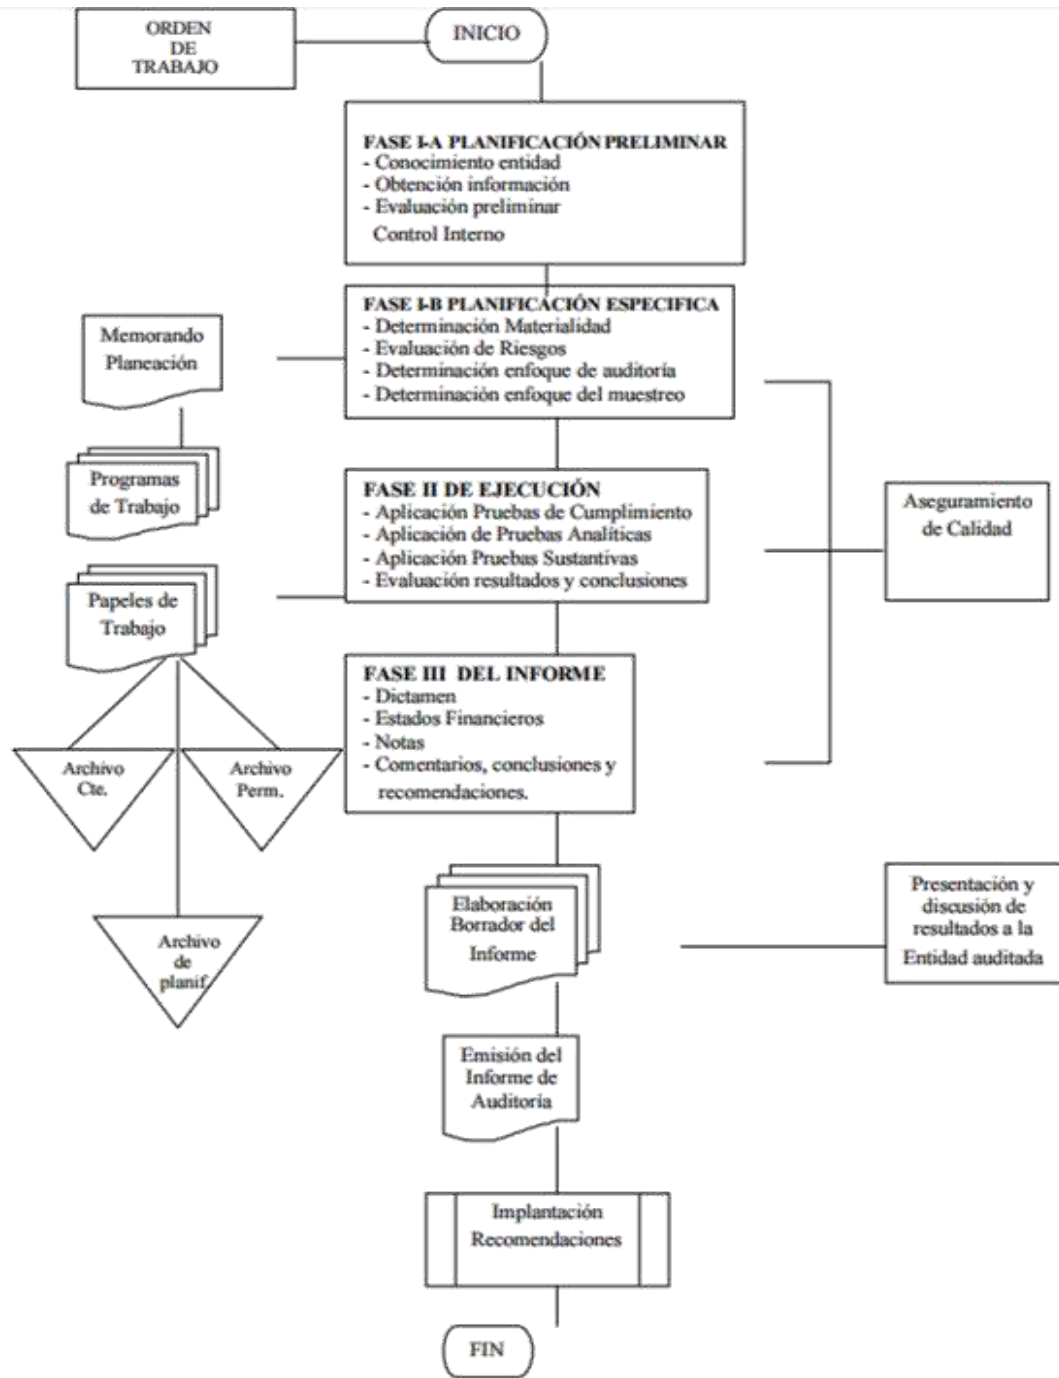 ORDEN
DE
TRABAJO
INICIO
FASE I-A PLANIFICACIÓN PRELIMINAR
- Conocimiento entidad
- Obtención información
- Evaluación preliminar
Control Interno
FASE I-B PLANIFICACIÓN ESPECIFICA
- Determinación Materialidad
- Evaluación de Riesgos
- Determinación enfoque de auditoría
- Determinación enfoque del muestreo
Memorando
Planeación
Programas
de Trabajo
FASE II DE EJECUCIÓN
- Aplicación Pruebas de Cumplimiento
- Aplicación de Pruebas Analíticas
- Aplicación Pruebas Sustantivas
- Evaluación resultados y conclusiones
Aseguramiento
de Calidad
Papeles de
Trabajo
FASE III DEL INFORME
- Dictamen
- Estados Financieros
- Notas
- Comentarios, conclusiones y
recomendaciones.
Archivo
Cte.
Archivo
Perm.
Archivo
de
planif.
Elaboración
Borrador del
Informe
Presentación y
discusión de
resultados a la
Entidad auditada
Emisión del
Informe de
Auditoría
Implantación
Recomendaciones
FIN